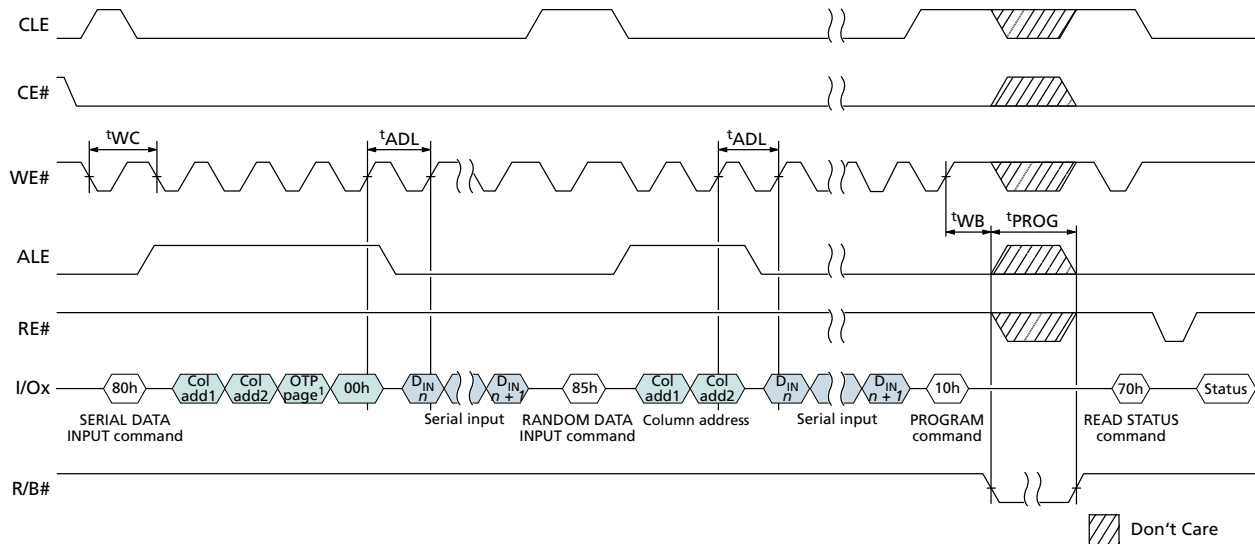 CLE
CE#
tWC
tADL
tADL
WE#
tWB
tPROG
ALE
RE#
I/Ox
80h
Col add1
Col add2
OTP page1
00h
DIN n
DIN n + 1
85h
Col add1
Col add2
DIN n
DIN n + 1
10h
70h
Status
SERIAL DATA
INPUT command
Serial input
RANDOM DATA
INPUT command
Column address
Serial input
PROGRAM
command
READ STATUS
command
R/B#
Don't Care